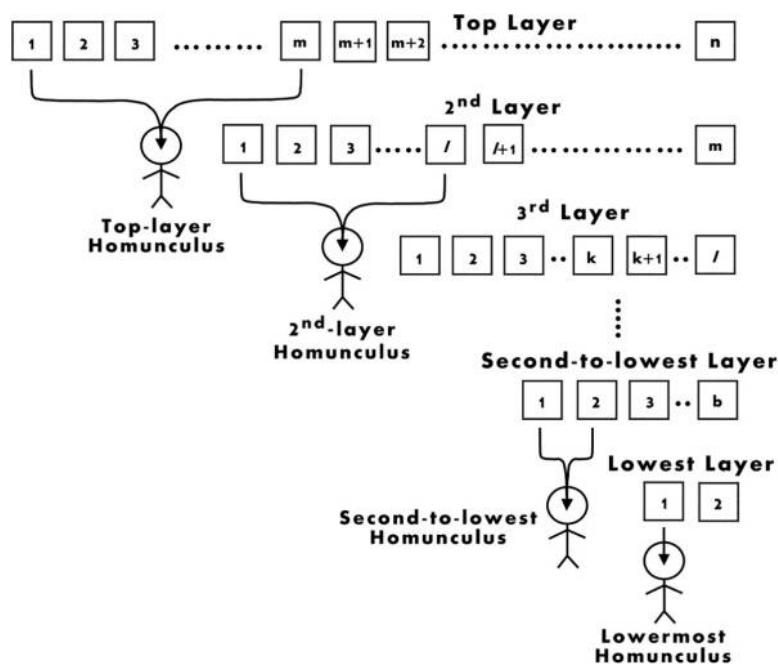 Top Layer
1 2 3 ......... m m+1 m+2 .............................. n
2nd Layer
1 2 3 ..... l l+1 ............... m
Top-layer
Homunculus
3rd Layer
1 2 3 .. k k+1 .. l
2nd-layer
Homunculus
Second-to-lowest Layer
1 2 3 .. b
Lowest Layer
1 2
Second-to-lowest
Homunculus
Lowermost
Homunculus